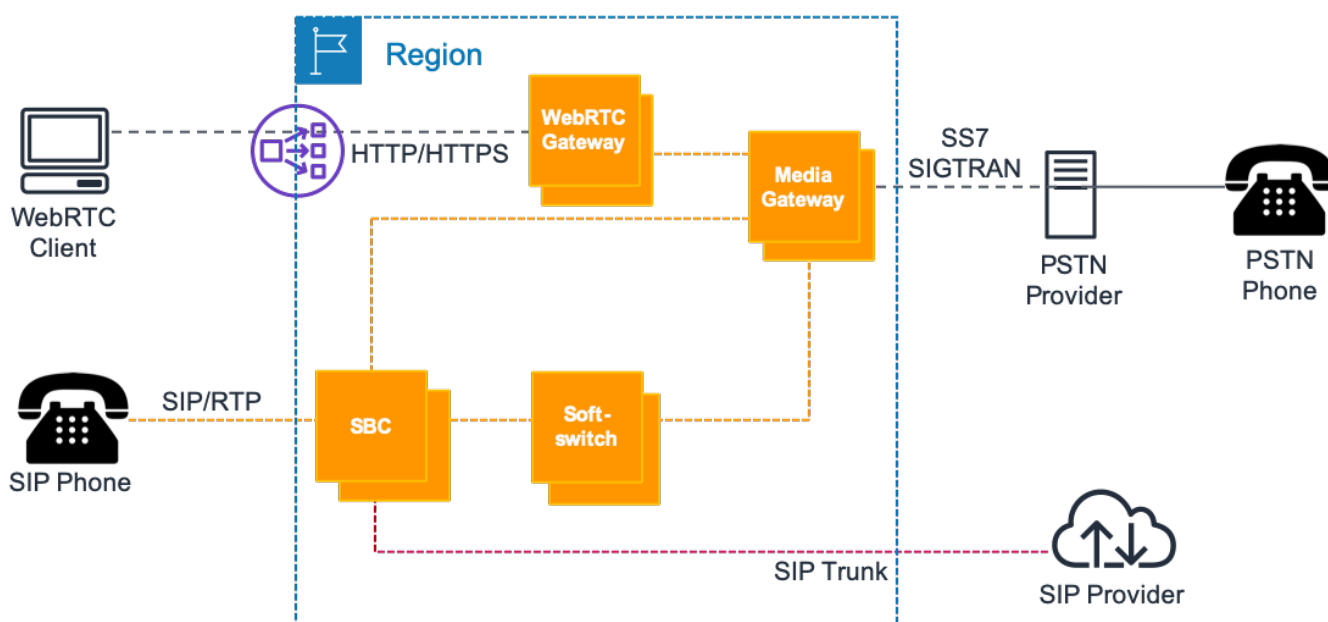 Region
WebRTC
Gateway
HTTP/HTTPS
WebRTC
Client
Media
Gateway
SS7
SIGTRAN
PSTN
Provider
PSTN
Phone
SIP/RTP
SIP Phone
SBC
Soft-
switch
SIP Trunk
SIP Provider